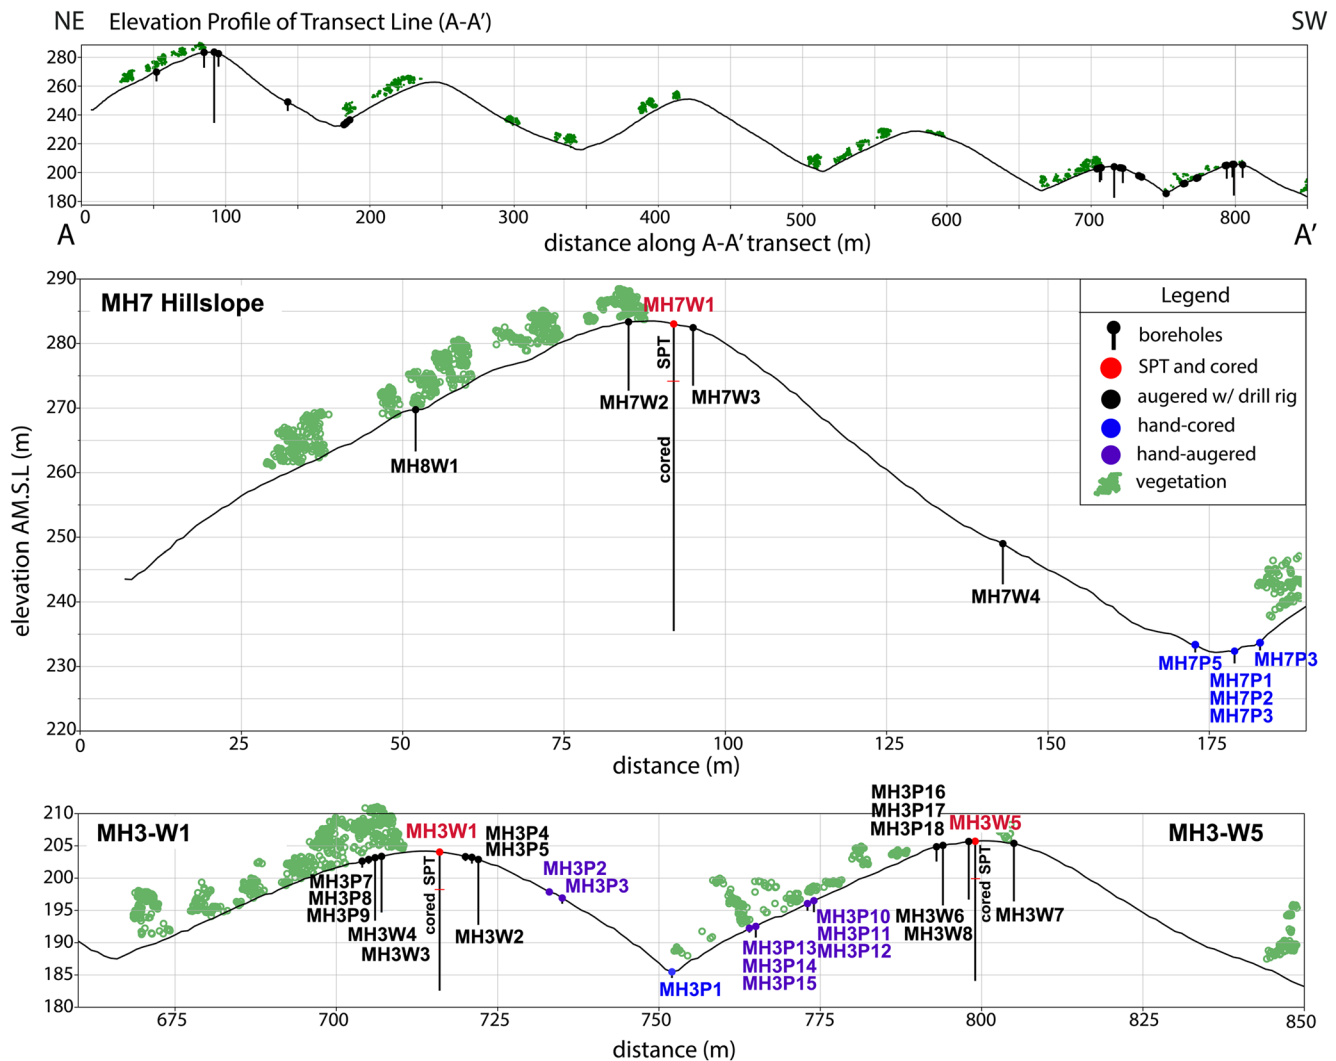 NE Elevation Profile of Transect Line (A-A’) SW
280
260
240
220
200
180
0 100 200 300 400 500 600 700 800
A distance along A-A’ transect (m) A’
elevation AM.S.L (m)
290
280
270
260
250
240
230
220
MH7 Hillslope
MH7W1
SPT
cored
MH7W2
MH7W3
MH8W1
MH7W4
MH7P5
MH7P3
MH7P1
MH7P2
MH7P3
Legend
boreholes
SPT and cored
augered w/ drill rig
hand-cored
hand-augered
vegetation
0 25 50 75 100 125 150 175
distance (m)
210
205
200
195
190
185
180
MH3-W1
MH3W1
cored SPT
MH3P7
MH3P8
MH3P9
MH3W4
MH3W3
MH3P4
MH3P5
MH3W2
MH3P2
MH3P3
MH3P1
MH3P13
MH3P14
MH3P15
MH3P10
MH3P11
MH3P12
MH3P16
MH3P17
MH3P18
MH3W5
cored SPT
MH3W6
MH3W8
MH3W7
MH3-W5
675 700 725 750 775 800 825 850
distance (m)